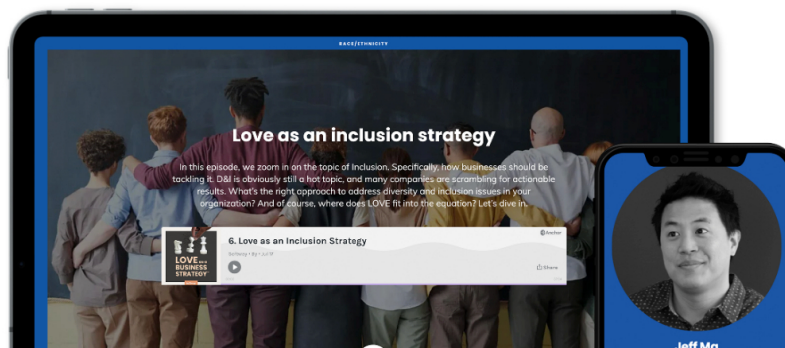 RACE/ETHNICITY
Love as an inclusion strategy
In this episode, we zoom in on the topic of Inclusion. Specifically, how businesses should be
tackling it. D&I is obviously still a hot topic, and many companies are scrambling for actionable
results. What's the right approach to address diversity and inclusion issues in your
organization? And of course, where does LOVE fit into the equation? Let's dive in.
Anchor
6. Love as an Inclusion Strategy
LOVE AS A
BUSINESS
STRATEGY
Share
Jeff Ma